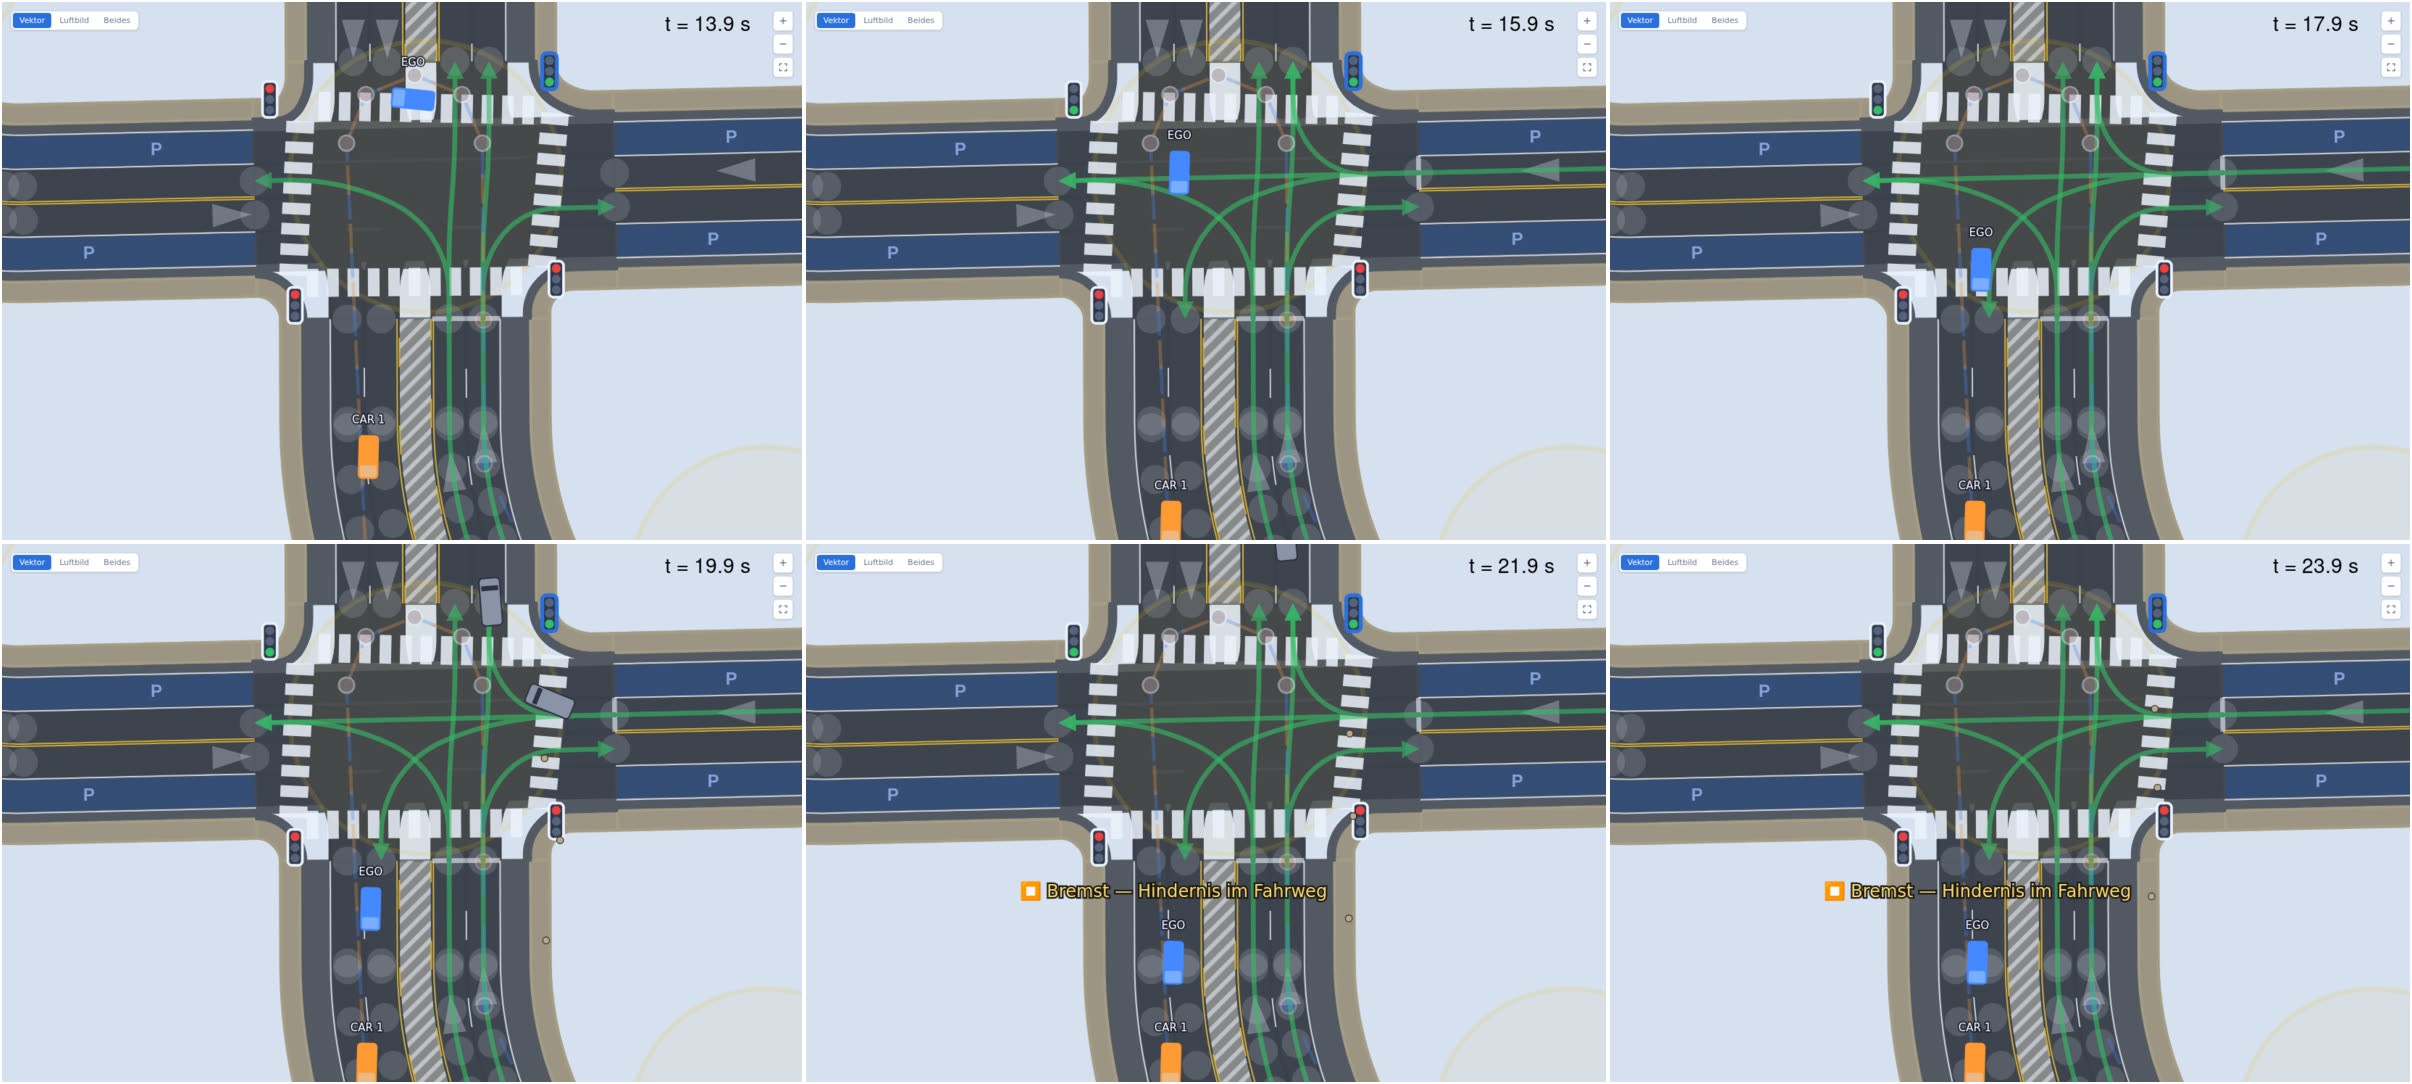 Vektor Luftbild Beides
t = 13.9 s
+
−
EGO
P
P
P
P
CAR 1
Vektor Luftbild Beides
t = 15.9 s
+
−
EGO
P
P
P
P
CAR 1
Vektor Luftbild Beides
t = 17.9 s
+
−
P
P
EGO
P
P
CAR 1
Vektor Luftbild Beides
t = 19.9 s
+
−
P
P
P
P
EGO
CAR 1
Vektor Luftbild Beides
t = 21.9 s
+
−
P
P
P
P
Bremst — Hindernis im Fahrweg
EGO
CAR 1
Vektor Luftbild Beides
t = 23.9 s
+
−
P
P
P
P
Bremst — Hindernis im Fahrweg
EGO
CAR 1